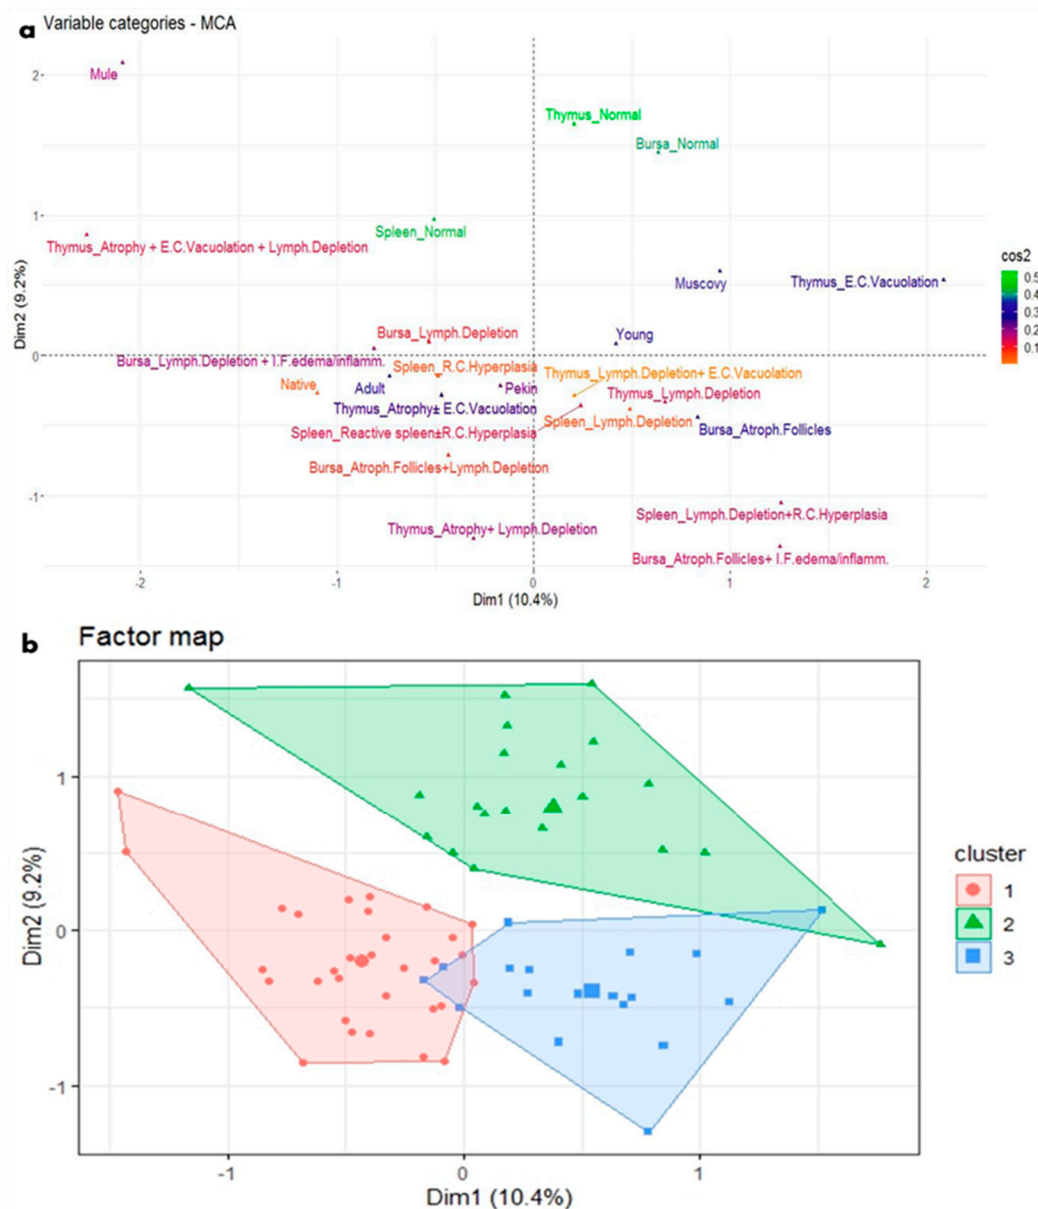 a Variable categories - MCA
Mule
Thymus_Normal
Bursa_Normal
Spleen_Normal
Thymus_Atrophy + E.C.Vacuolation + Lymph.Depletion
Muscovy
Thymus_E.C.Vacuolation
Bursa_Lymph.Depletion
Young
Bursa_Lymph.Depletion + I.F.edema/inflamm.
Spleen_R.C.Hyperplasia
Thymus_Lymph.Depletion+ E.C.Vacuolation
Native
Adult
Pekin
Thymus_Lymph.Depletion
Thymus_Atrophy± E.C.Vacuolation
Spleen_Lymph.Depletion
Bursa_Atroph.Follicles
Spleen_Reactive spleen±R.C.Hyperplasia
Bursa_Atroph.Follicles+Lymph.Depletion
Spleen_Lymph.Depletion+R.C.Hyperplasia
Thymus_Atrophy+ Lymph.Depletion
Bursa_Atroph.Follicles+ I.F.edema/inflamm.
2
1
0
-1
Dim2 (9.2%)
-2 -1 0 1 2
Dim1 (10.4%)
cos2
0.5
0.4
0.3
0.2
0.1
b Factor map
1
0
-1
Dim2 (9.2%)
-1 0 1
Dim1 (10.4%)
cluster
1
2
3